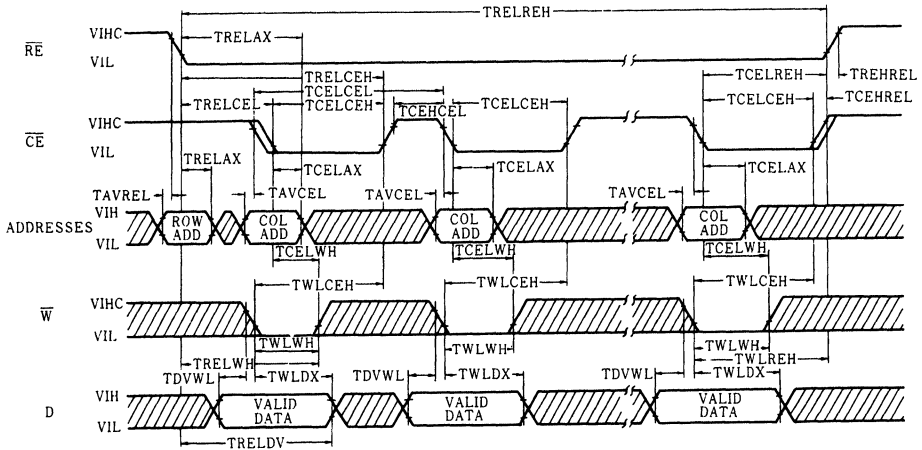 TRELREH
VIHC
TRELAX
RE
VIL
TRELCEH
TCELREH
TREHREL
TCELCEL
TRELCEL
TCELCEH
TCEHCEL
TCELCEH
TCELCEH
TCEHREL
VIHC
CE
VIL
TRELAX
TCELAX
TCELAX
TCELAX
TAVREL
TAVCEL
TAVCEL
TAVCEL
ADDRESSES
VIH
VIL
ROW ADD
COL ADD
COL ADD
COL ADD
TCELWH
TCELWH
TCELWH
TWLCEH
TWLCEH
TWLCEH
VIHC
W
VIL
TWLWH
TWLWH
TWLWH
TRELWH
TWLREH
TDVWL
TWLDX
TDVWL
TWLDX
TDVWL
TWLDX
VIH
D
VIL
VALID DATA
VALID DATA
VALID DATA
TRELDV